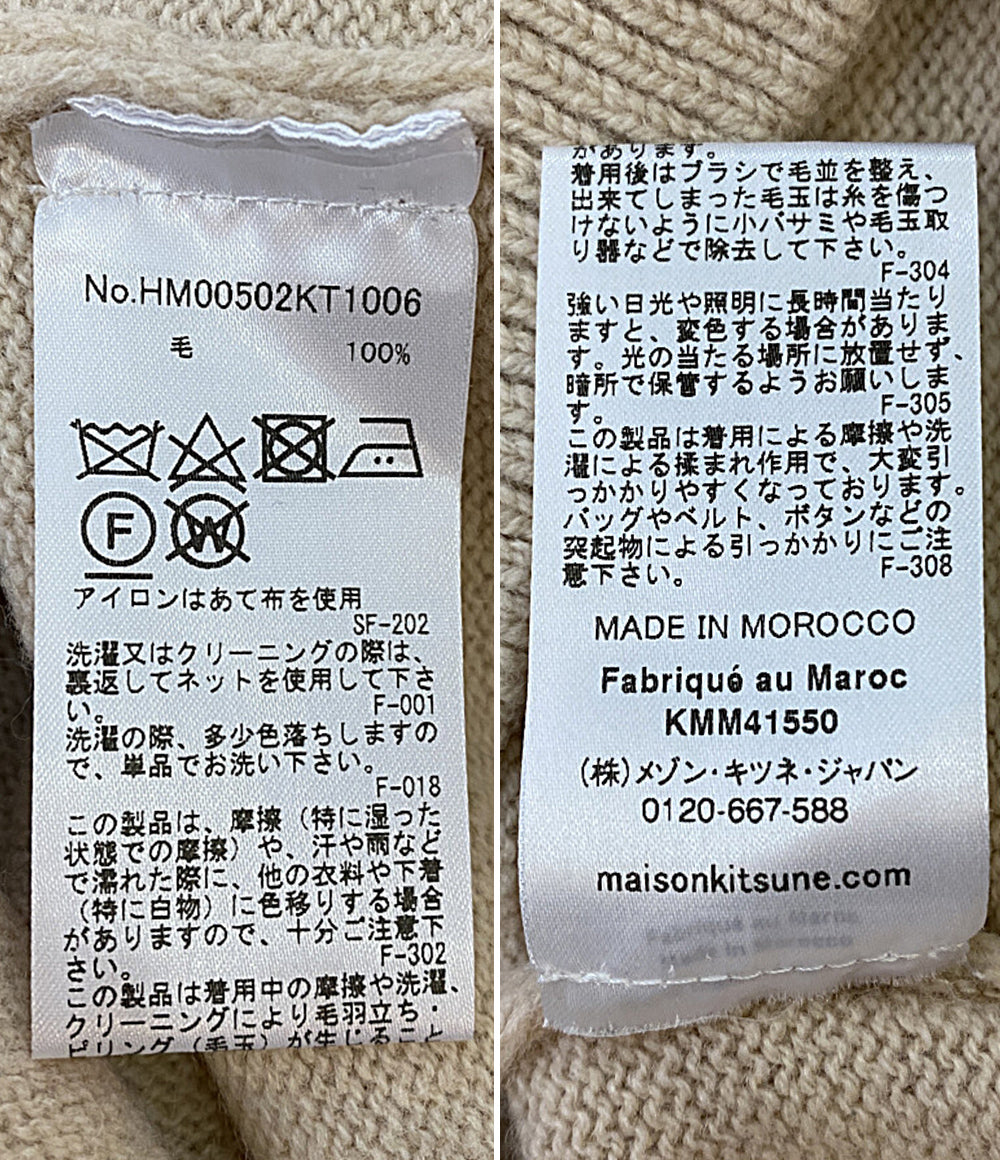 No.HM00502KT1006
毛 100%
F W
アイロンはあて布を使用
SF-202
洗濯又はクリーニングの際は、
裏返してネットを使用して下さ
い。 F-001
洗濯の際、多少色落ちしますの
で、単品でお洗い下さい。
F-018
この製品は、摩擦（特に湿った
状態での摩擦）や、汗や雨など
で濡れた際に、他の衣料や下着
（特に白物）に色移りする場合
がありますので、十分ご注意下
さい。 F-302
この製品は着用中の摩擦や洗濯、
クリーニングにより毛羽立ち・
ピリング（毛玉）が生じること
があります。
着用後はブラシで毛並を整え、
出来てしまった毛玉は糸を傷つ
けないように小バサミや毛玉取
り器などで除去して下さい。
F-304
強い日光や照明に長時間当たり
ますと、変色する場合がありま
す。光の当たる場所に放置せず、
暗所で保管するようお願いしま
す。 F-305
この製品は着用による摩擦や洗
濯による揉まれ作用で、大変引
っかかりやすくなっております。
バッグやベルト、ボタンなどの
突起物による引っかかりにご注
意下さい。 F-308
MADE IN MOROCCO
Fabriqué au Maroc
KMM41550
(株)メゾン・キツネ・ジャパン
0120-667-588
maisonkitsune.com
Fabriqué au Maroc
Made in Morocco